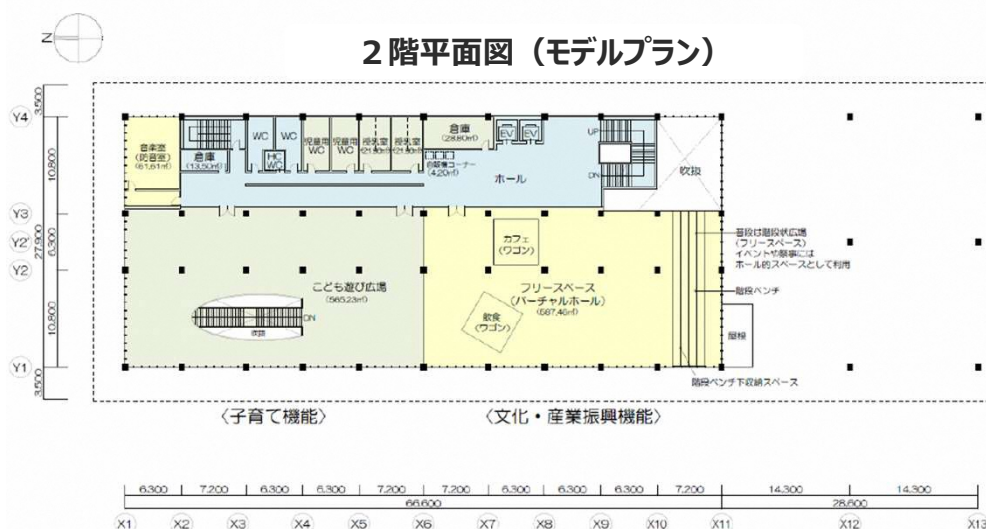 N
2階平面図（モデルプラン）
3.500
Y4
10.800
Y3
27.900
6.300
Y2'
Y2
10.800
Y1
3.500
音楽室
(防音室)
(61,61㎡)
倉庫
(13,50㎡)
WC
WC
HC
WC
児童用
WC
児童用
WC
授乳室
(21,60㎡)
授乳室
(21,60㎡)
倉庫
(28,80㎡)
自販機コーナー
(4,20㎡)
EV
EV
UP
DN
ホール
吹抜
カフェ
(ワゴン)
こども遊び広場
(565,23㎡)
DN
吹抜
フリースペース
(バーチャルホール)
(587,46㎡)
飲食
(ワゴン)
普段は階段状広場
(フリースペース)
イベントや祭事には
ホール的スペースとして利用
階段ベンチ
屋根
階段ベンチ下収納スペース
〈子育て機能〉
〈文化・産業振興機能〉
6.300 7.200 6.300 6.300 7.200 7.200 6.300 6.300 6.300 7.200 14.300 14.300
66.600 28.600
X1 X2 X3 X4 X5 X6 X7 X8 X9 X10 X11 X12 X13